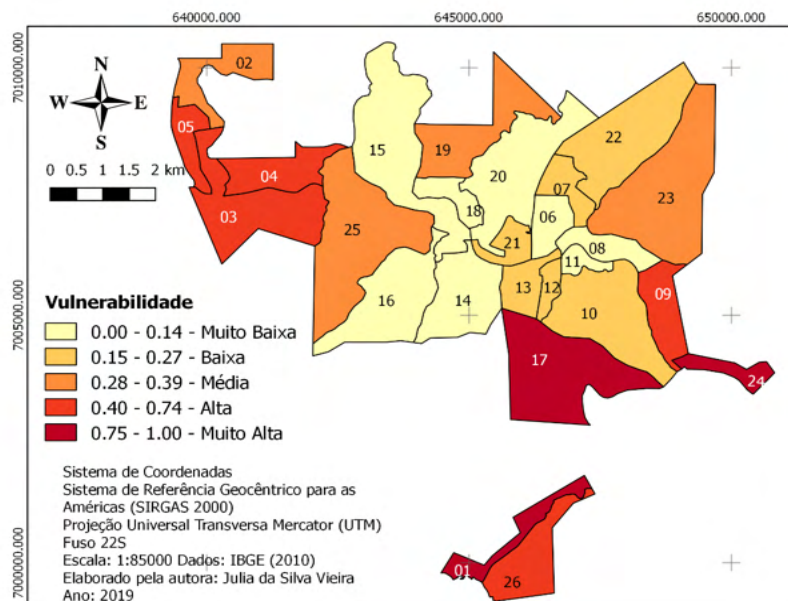 640000.000 645000.000 650000.000
7010000.000
7005000.000
7000000.000
N
W E
S
0 0.5 1 1.5 2 km
02
05
04
03
15
19
20
22
07
23
18
06
25
21
08
11
16
14
13
12
10
09
17
24
01
26
Vulnerabilidade
0.00 - 0.14 - Muito Baixa
0.15 - 0.27 - Baixa
0.28 - 0.39 - Média
0.40 - 0.74 - Alta
0.75 - 1.00 - Muito Alta
Sistema de Coordenadas
Sistema de Referência Geocêntrico para as
Américas (SIRGAS 2000)
Projeção Universal Transversa Mercator (UTM)
Fuso 22S
Escala: 1:85000 Dados: IBGE (2010)
Elaborado pela autora: Julia da Silva Vieira
Ano: 2019